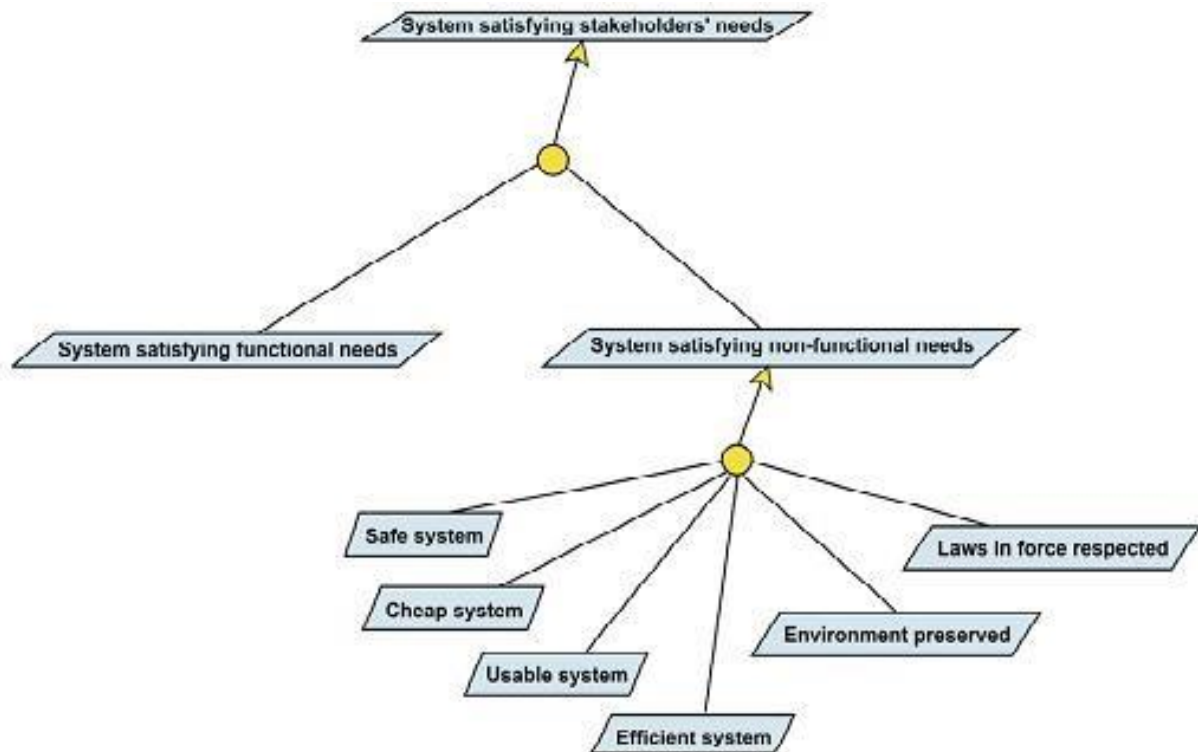 System satisfying stakeholders' needs
System satisfying functional needs
System satisfying non-functional needs
Safe system
Laws in force respected
Cheap system
Environment preserved
Usable system
Efficient system